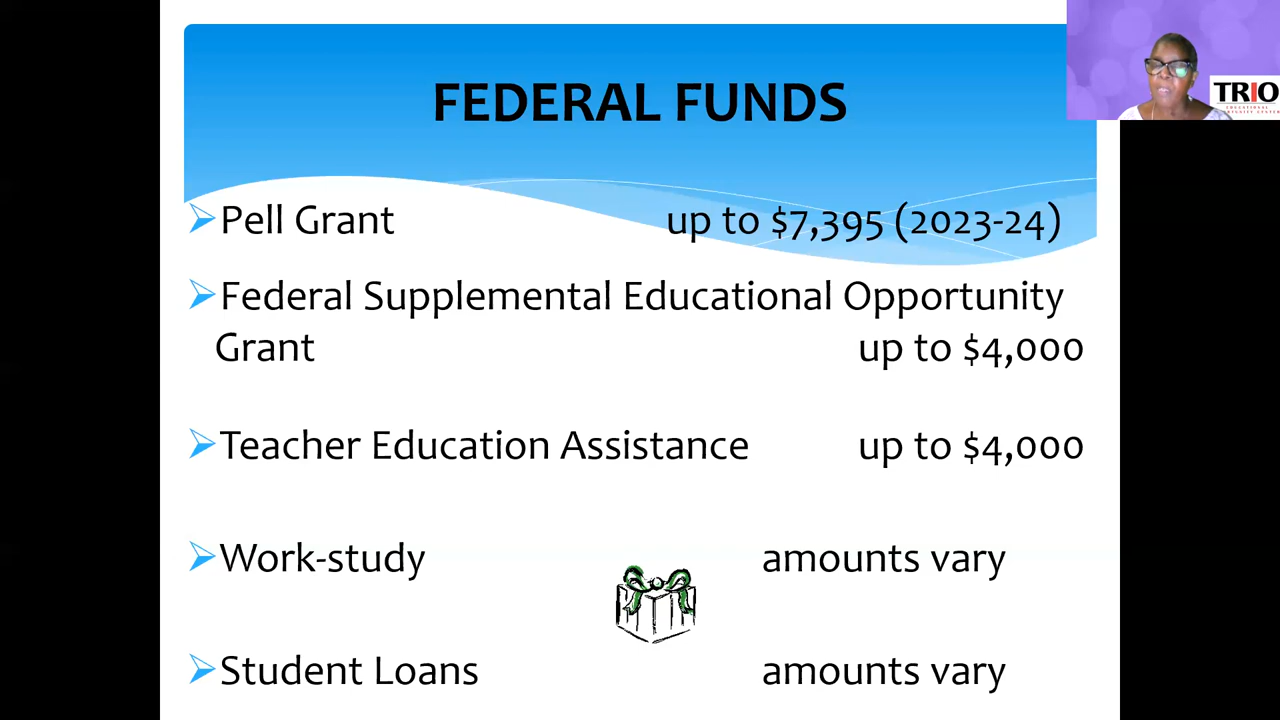 FEDERAL FUNDS
TRIO
EDUCATIONAL
Pell Grant up to $7,395 (2023-24)
Federal Supplemental Educational Opportunity
Grant up to $4,000
Teacher Education Assistance up to $4,000
Work-study amounts vary
Student Loans amounts vary